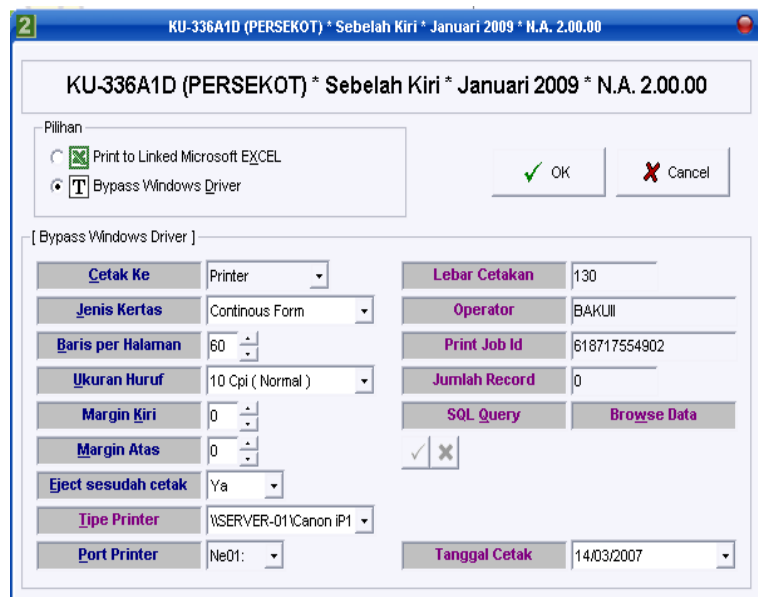 2 KU-336A1D (PERSEKOT) * Sebelah Kiri * Januari 2009 * N.A. 2.00.00
KU-336A1D (PERSEKOT) * Sebelah Kiri * Januari 2009 * N.A. 2.00.00
Pilihan
Print to Linked Microsoft EXCEL
T Bypass Windows Driver
OK
Cancel
[ Bypass Windows Driver ]
Cetak Ke Printer
Lebar Cetakan 130
Jenis Kertas Continous Form
Operator BAKUII
Baris per Halaman 60
Print Job Id 618717554902
Ukuran Huruf 10 Cpi ( Normal )
Jumlah Record 0
Margin Kiri 0
SQL Query Browse Data
Margin Atas 0
Eject sesudah cetak Ya
Tipe Printer \\SERVER-01\Canon iP1
Port Printer Ne01:
Tanggal Cetak 14/03/2007